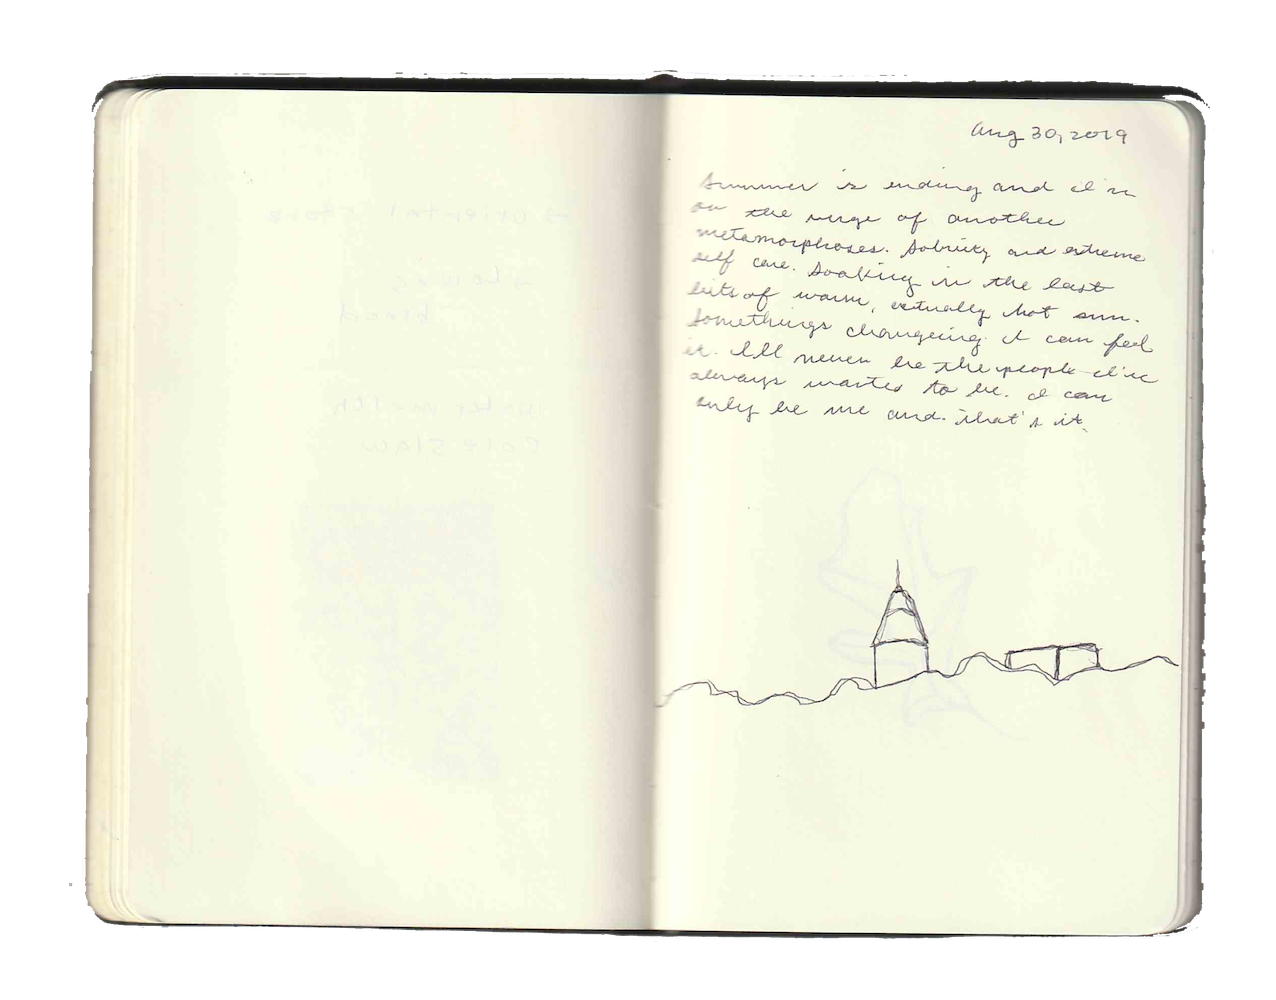 Aug 30, 2019
Summer is ending and I'm
on the verge of another
metamorphoses. Sobriety and extreme
self care. Soaking in the last
bits of warm, actually hot sun.
Somethings changeing I can feel
it. I'll never be the people I've
always wanted to be. I can
only be me and. That's it.
→ oriental store